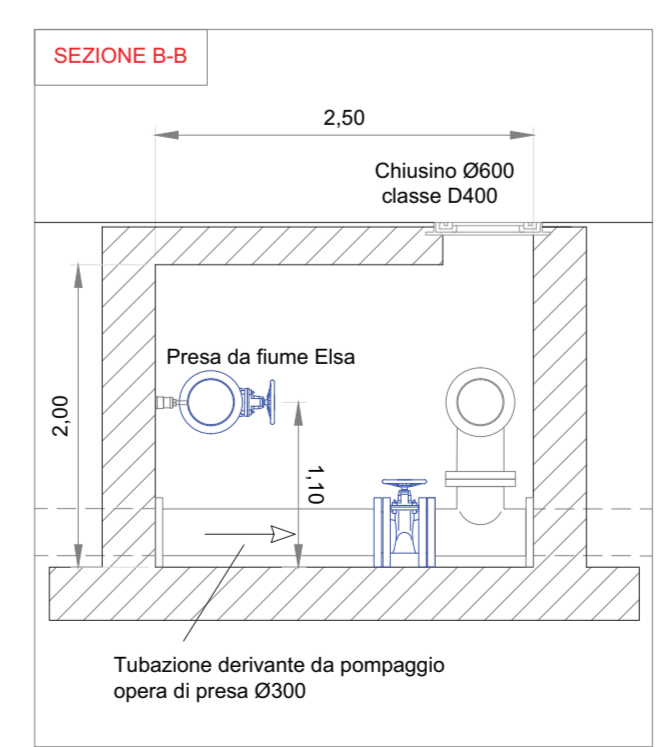 SEZIONE B-B
2,50
Chiusino Ø600
classe D400
Presa da fiume Elsa
2,00
1,10
Tubazione derivante da pompaggio
opera di presa Ø300